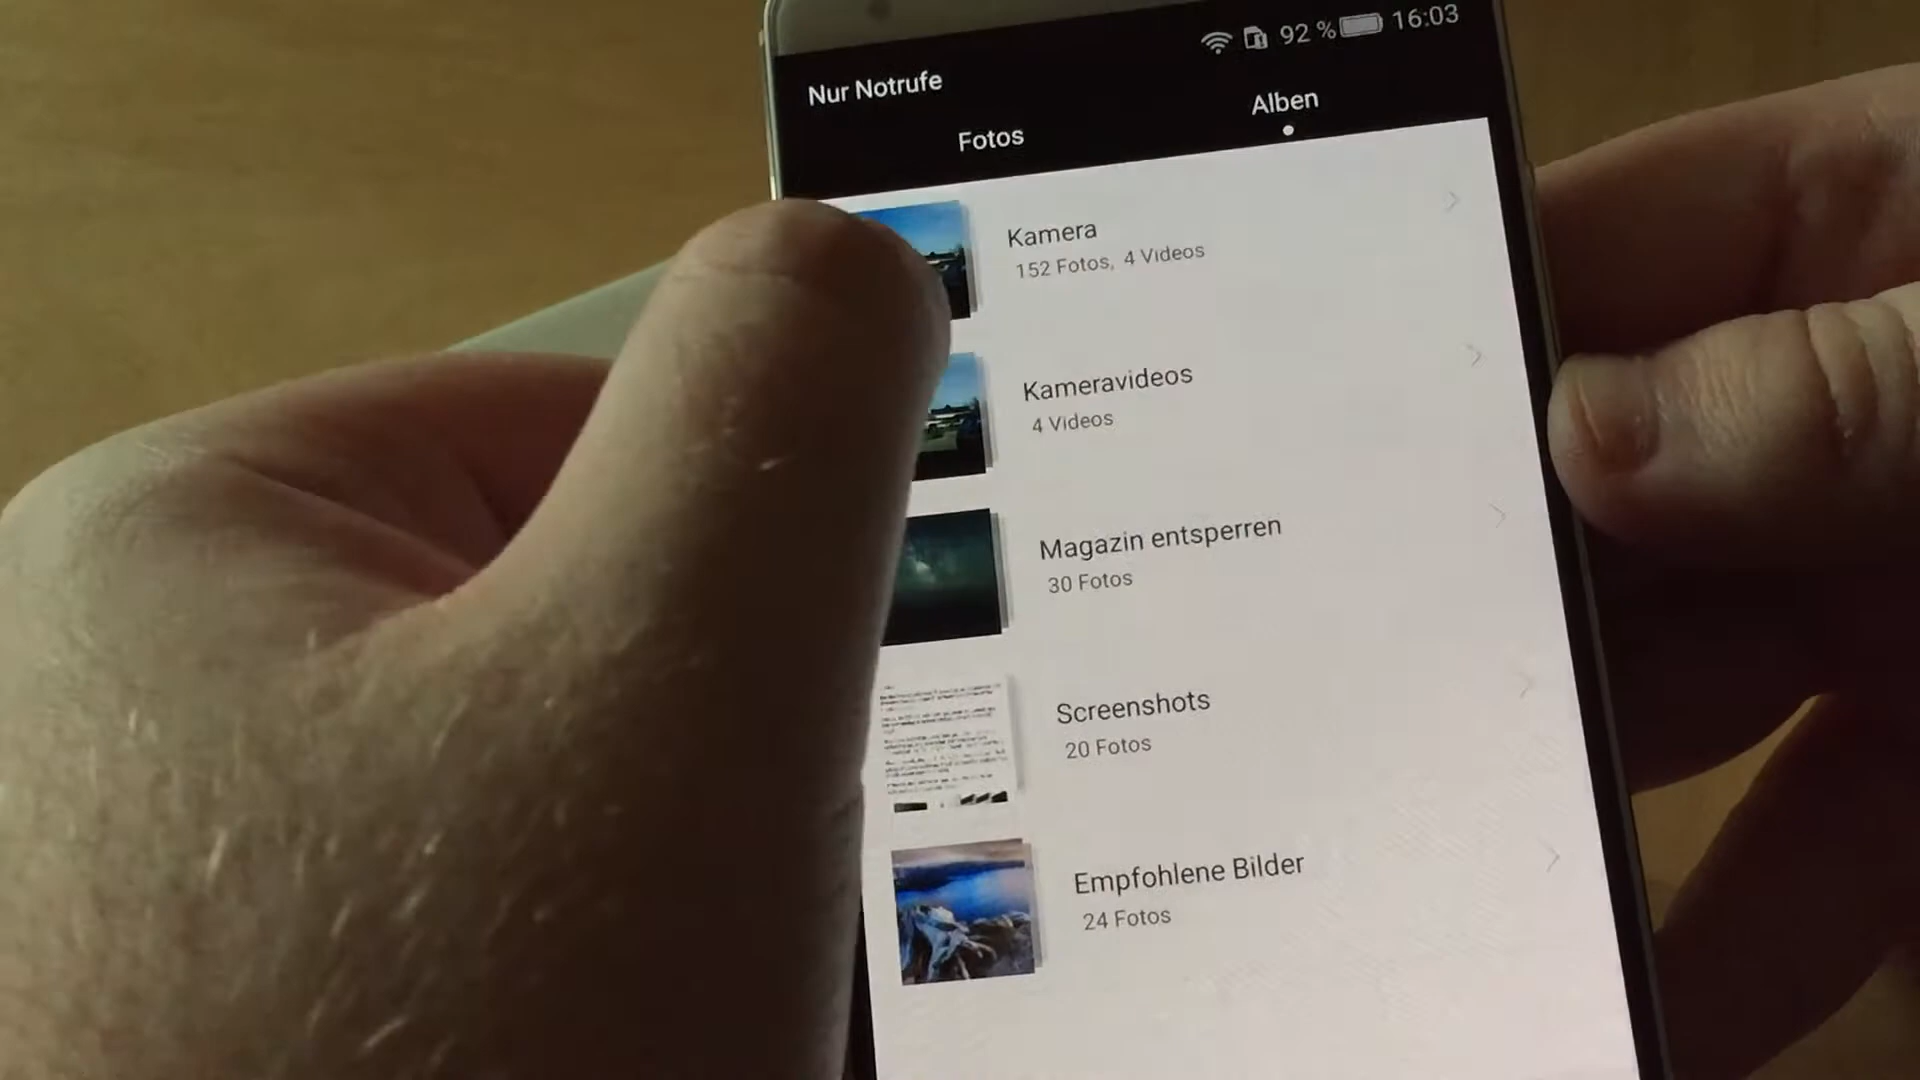 92 % 16:03
Nur Notrufe
Fotos
Alben
Kamera
152 Fotos, 4 Videos
Kameravideos
4 Videos
Magazin entsperren
30 Fotos
Screenshots
20 Fotos
Empfohlene Bilder
24 Fotos